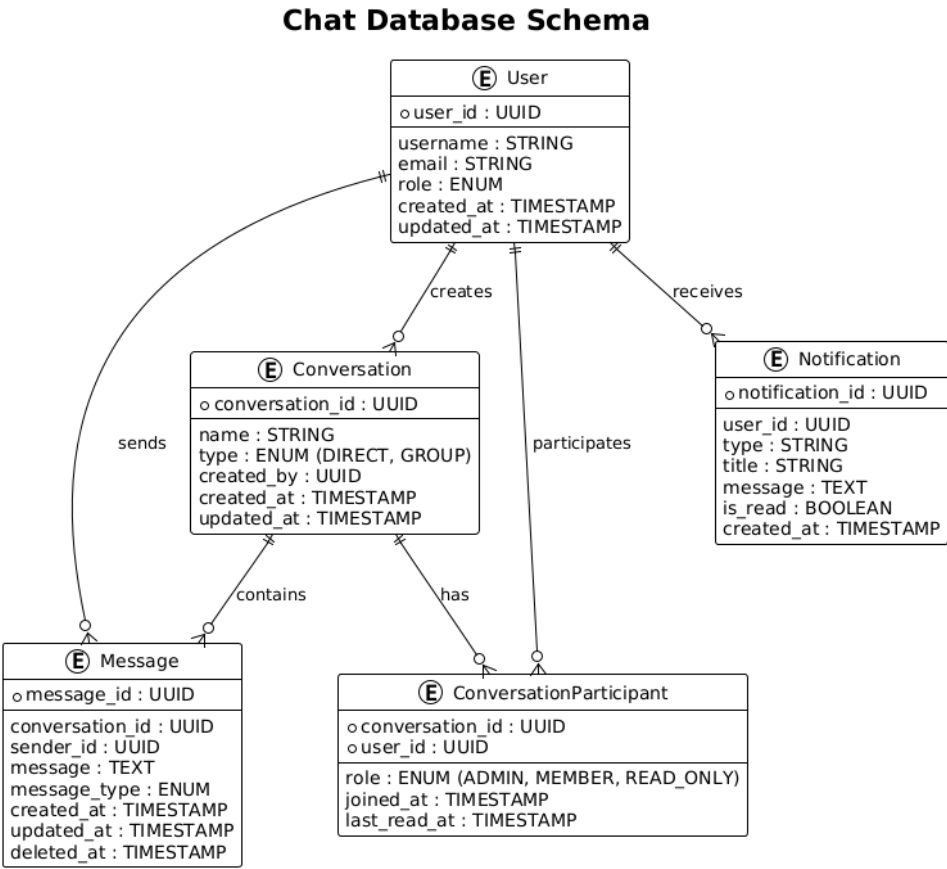 Chat Database Schema
E User
user_id : UUID
username : STRING
email : STRING
role : ENUM
created_at : TIMESTAMP
updated_at : TIMESTAMP
creates
receives
E Conversation
conversation_id : UUID
name : STRING
type : ENUM (DIRECT, GROUP)
created_by : UUID
created_at : TIMESTAMP
updated_at : TIMESTAMP
E Notification
notification_id : UUID
user_id : UUID
type : STRING
title : STRING
message : TEXT
is_read : BOOLEAN
created_at : TIMESTAMP
sends
participates
contains
has
E Message
message_id : UUID
conversation_id : UUID
sender_id : UUID
message : TEXT
message_type : ENUM
created_at : TIMESTAMP
updated_at : TIMESTAMP
deleted_at : TIMESTAMP
E ConversationParticipant
conversation_id : UUID
user_id : UUID
role : ENUM (ADMIN, MEMBER, READ_ONLY)
joined_at : TIMESTAMP
last_read_at : TIMESTAMP